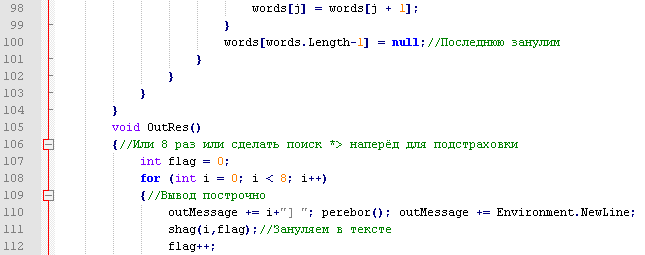 98 words[j] = words[j + 1];
99 }
100 words[words.Length-1] = null;//Последнюю занулим
101 }
102 }
103 }
104 }
105 void OutRes()
106 {//Или 8 раз или сделать поиск *> наперёд для подстраховки
107 int flag = 0;
108 for (int i = 0; i < 8; i++)
109 {//Вывод построчно
110 outMessage += i+"] "; perebor(); outMessage += Environment.NewLine;
111 shag(i,flag);//Зануляем в тексте
112 flag++;